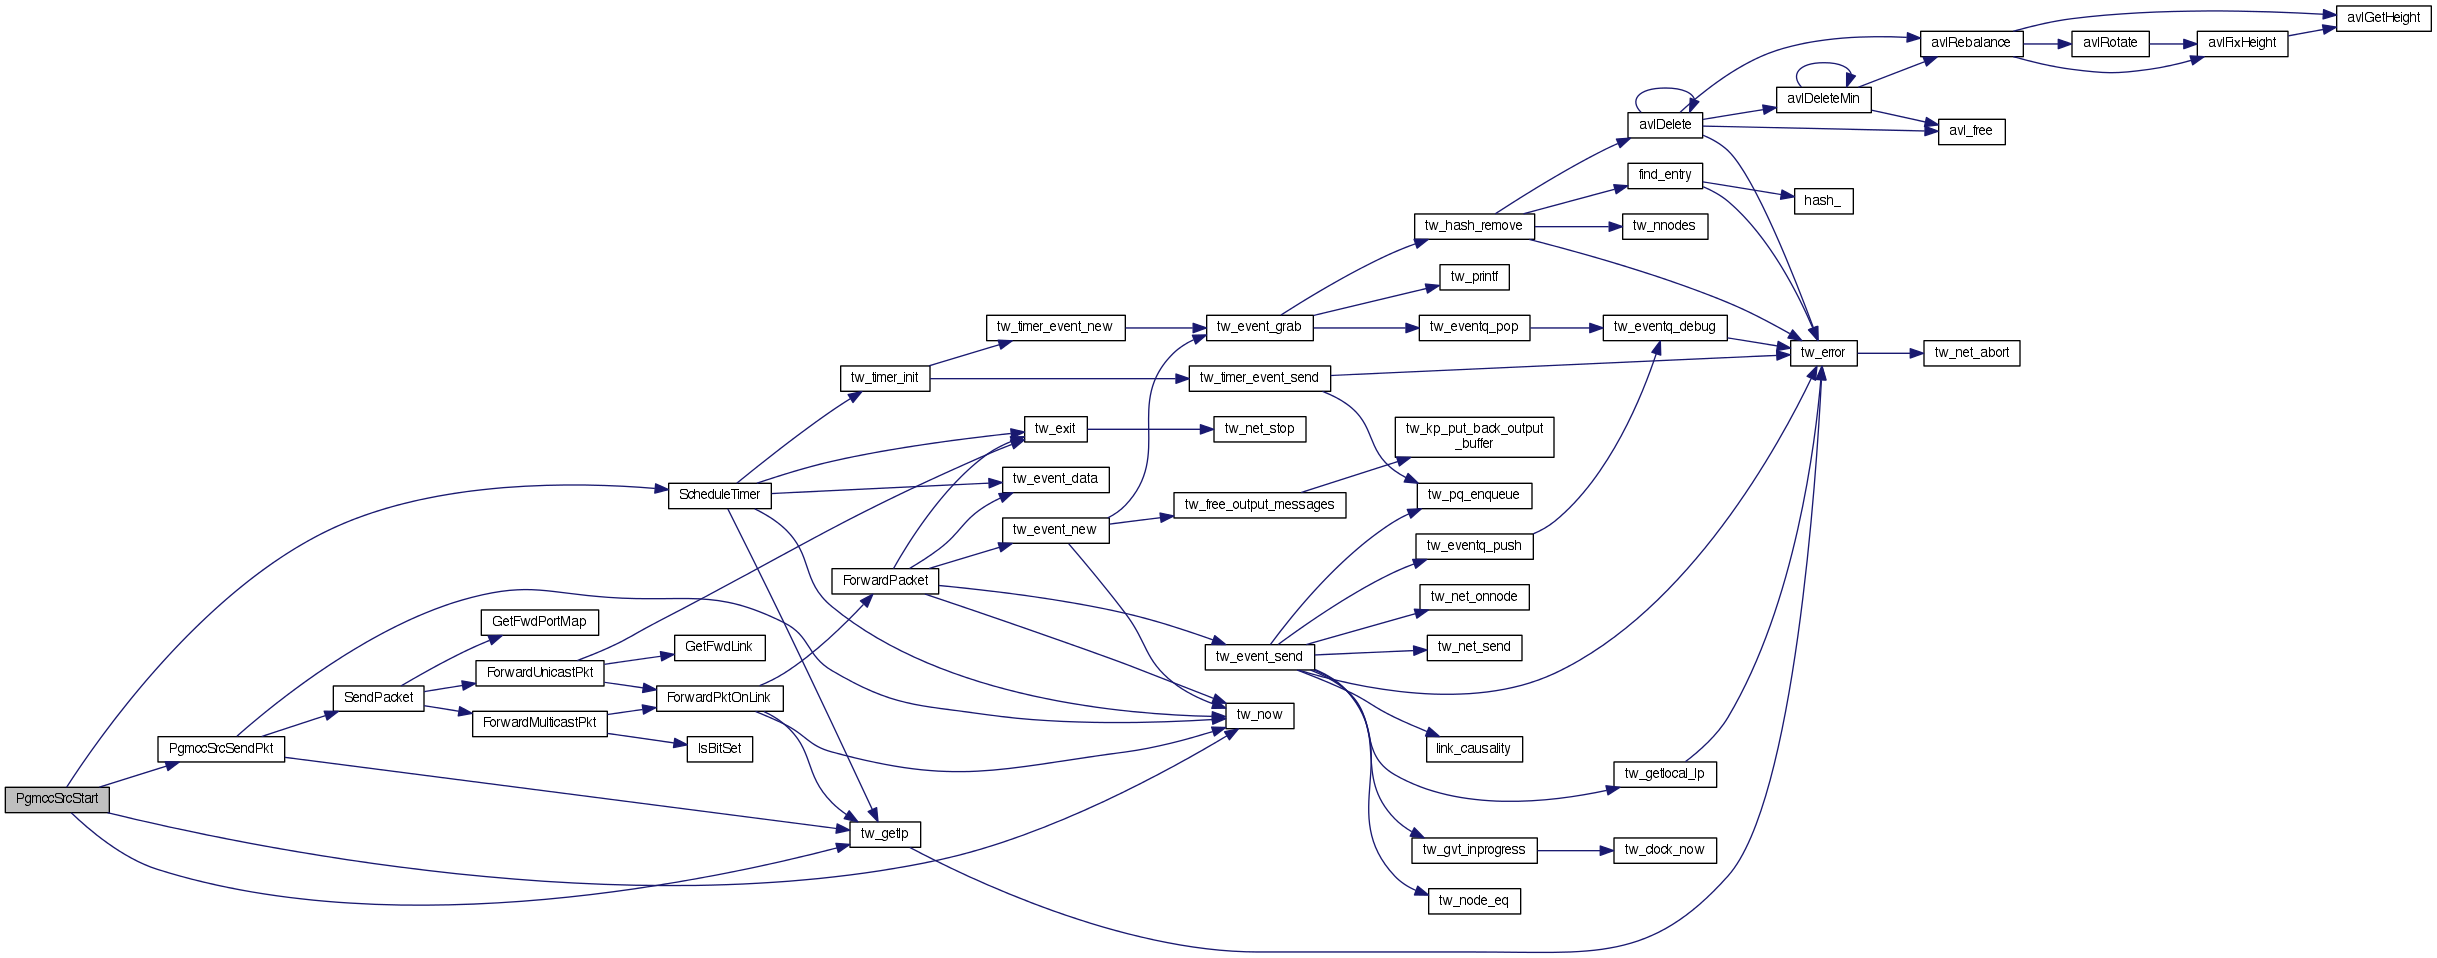 avlGetHeight
avlRebalance
avlRotate
avlFixHeight
avlDeleteMin
avlDelete
avl_free
find_entry
hash_
tw_hash_remove
tw_nnodes
tw_printf
tw_timer_event_new
tw_event_grab
tw_eventq_pop
tw_eventq_debug
tw_error
tw_net_abort
tw_timer_init
tw_timer_event_send
tw_exit
tw_net_stop
tw_kp_put_back_output
_buffer
ScheduleTimer
tw_event_data
tw_free_output_messages
tw_pq_enqueue
tw_event_new
tw_eventq_push
ForwardPacket
tw_net_onnode
GetFwdPortMap
GetFwdLink
tw_event_send
tw_net_send
ForwardUnicastPkt
SendPacket
ForwardPktOnLink
ForwardMulticastPkt
tw_now
PgmccSrcSendPkt
IsBitSet
link_causality
tw_getlocal_lp
PgmccSrcStart
tw_getlp
tw_gvt_inprogress
tw_clock_now
tw_node_eq